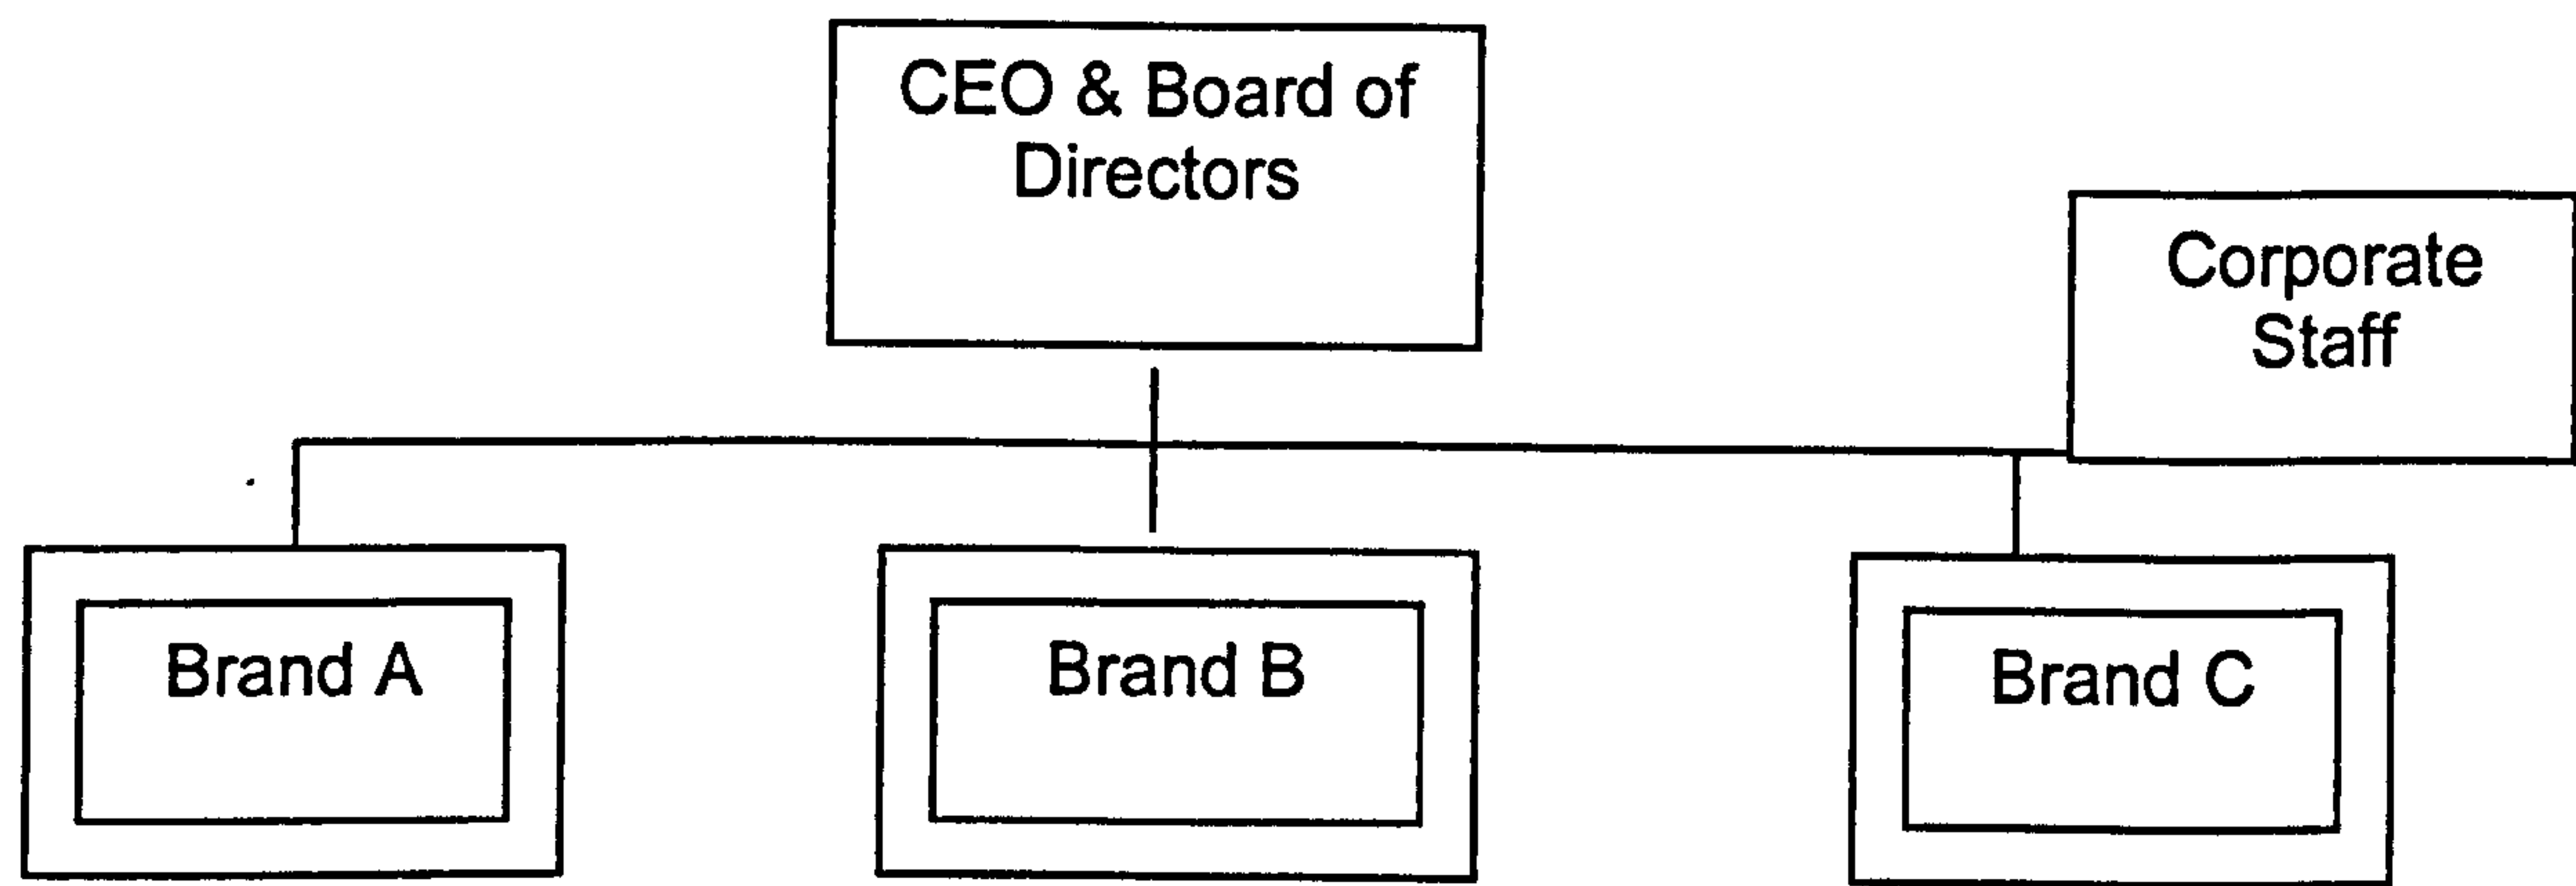 CEO & Board of
Directors
Corporate
Staff
Brand A
Brand B
Brand C